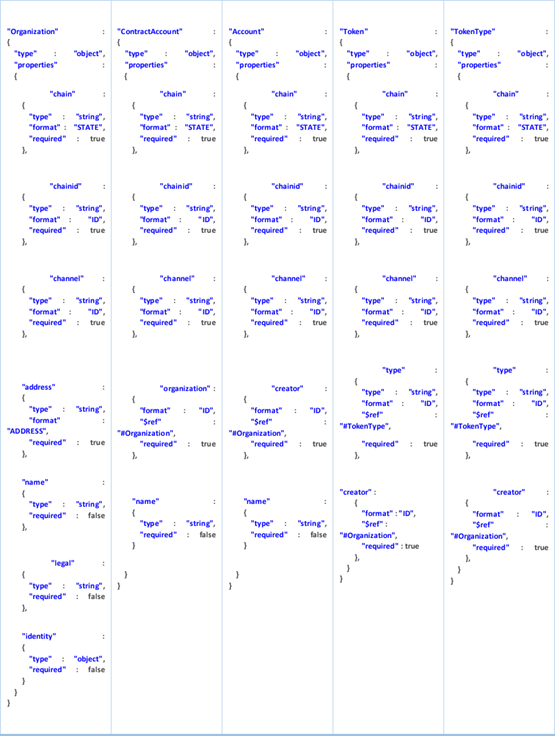 "Organization" :
{
"type" : "object",
"properties" :
{
"chain" :
{
"type" : "string",
"format" : "STATE",
"required" : true
},
"chainid" :
{
"type" : "string",
"format" : "ID",
"required" : true
},
"channel" :
{
"type" : "string",
"format" : "ID",
"required" : true
},
"address" :
{
"type" : "string",
"format" :
"ADDRESS",
"required" : true
},
"name" :
{
"type" : "string",
"required" : false
},
"legal" :
{
"type" : "string",
"required" : false
},
"identity" :
{
"type" : "object",
"required" : false
}
}
}
"ContractAccount" :
{
"type" : "object",
"properties" :
{
"chain" :
{
"type" : "string",
"format" : "STATE",
"required" : true
},
"chainid" :
{
"type" : "string",
"format" : "ID",
"required" : true
},
"channel" :
{
"type" : "string",
"format" : "ID",
"required" : true
},
"organization" :
{
"format" : "ID",
"$ref" :
"#Organization",
"required" : true
},
"name" :
{
"type" : "string",
"required" : false
}
}
}
"Account" :
{
"type" : "object",
"properties" :
{
"chain" :
{
"type" : "string",
"format" : "STATE",
"required" : true
},
"chainid" :
{
"type" : "string",
"format" : "ID",
"required" : true
},
"channel" :
{
"type" : "string",
"format" : "ID",
"required" : true
},
"creator" :
{
"format" : "ID",
"$ref" :
"#Organization",
"required" : true
},
"name" :
{
"type" : "string",
"required" : false
}
}
}
"Token" :
{
"type" : "object",
"properties" :
{
"chain" :
{
"type" : "string",
"format" : "STATE",
"required" : true
},
"chainid" :
{
"type" : "string",
"format" : "ID",
"required" : true
},
"channel" :
{
"type" : "string",
"format" : "ID",
"required" : true
},
"type" :
{
"type" : "string",
"format" : "ID",
"$ref" :
"#TokenType",
"required" : true
},
"creator" :
{
"format" : "ID",
"$ref" :
"#Organization",
"required" : true
},
}
}
"TokenType" :
{
"type" : "object",
"properties" :
{
"chain" :
{
"type" : "string",
"format" : "STATE",
"required" : true
},
"chainid" :
{
"type" : "string",
"format" : "ID",
"required" : true
},
"channel" :
{
"type" : "string",
"format" : "ID",
"required" : true
},
"type" :
{
"type" : "string",
"format" : "ID",
"$ref" :
"#TokenType",
"required" : true
},
"creator" :
{
"format" : "ID",
"$ref" :
"#Organization",
"required" : true
},
}
}